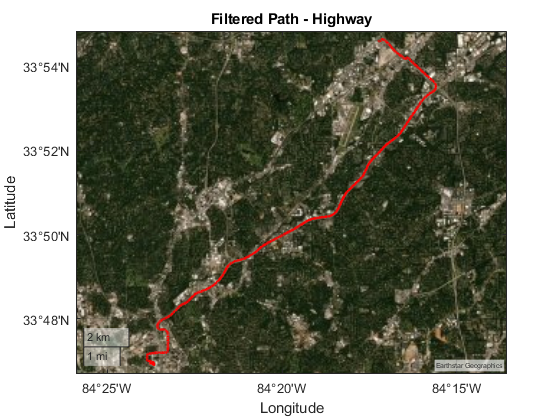 Filtered Path - Highway
33°54'N
33°52'N
33°50'N
33°48'N
Latitude
2 km
1 mi
Earthstar Geographics
84°25'W
84°20'W
84°15'W
Longitude